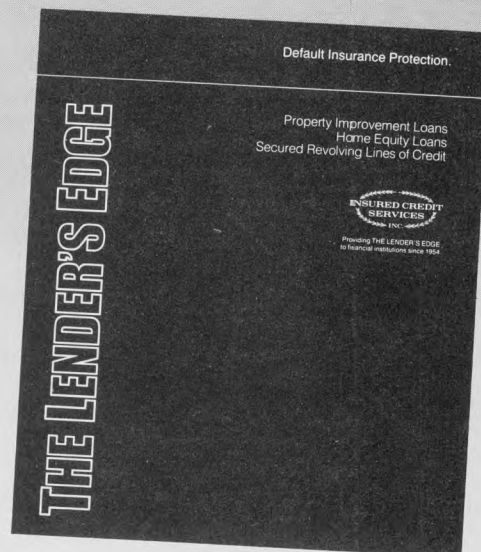 Default Insurance Protection.
THE LENDER'S EDGE
Property Improvement Loans
Home Equity Loans
Secured Revolving Lines of Credit
INSURED CREDIT
SERVICES
INC.
Providing THE LENDER'S EDGE
to financial institutions since 1954.